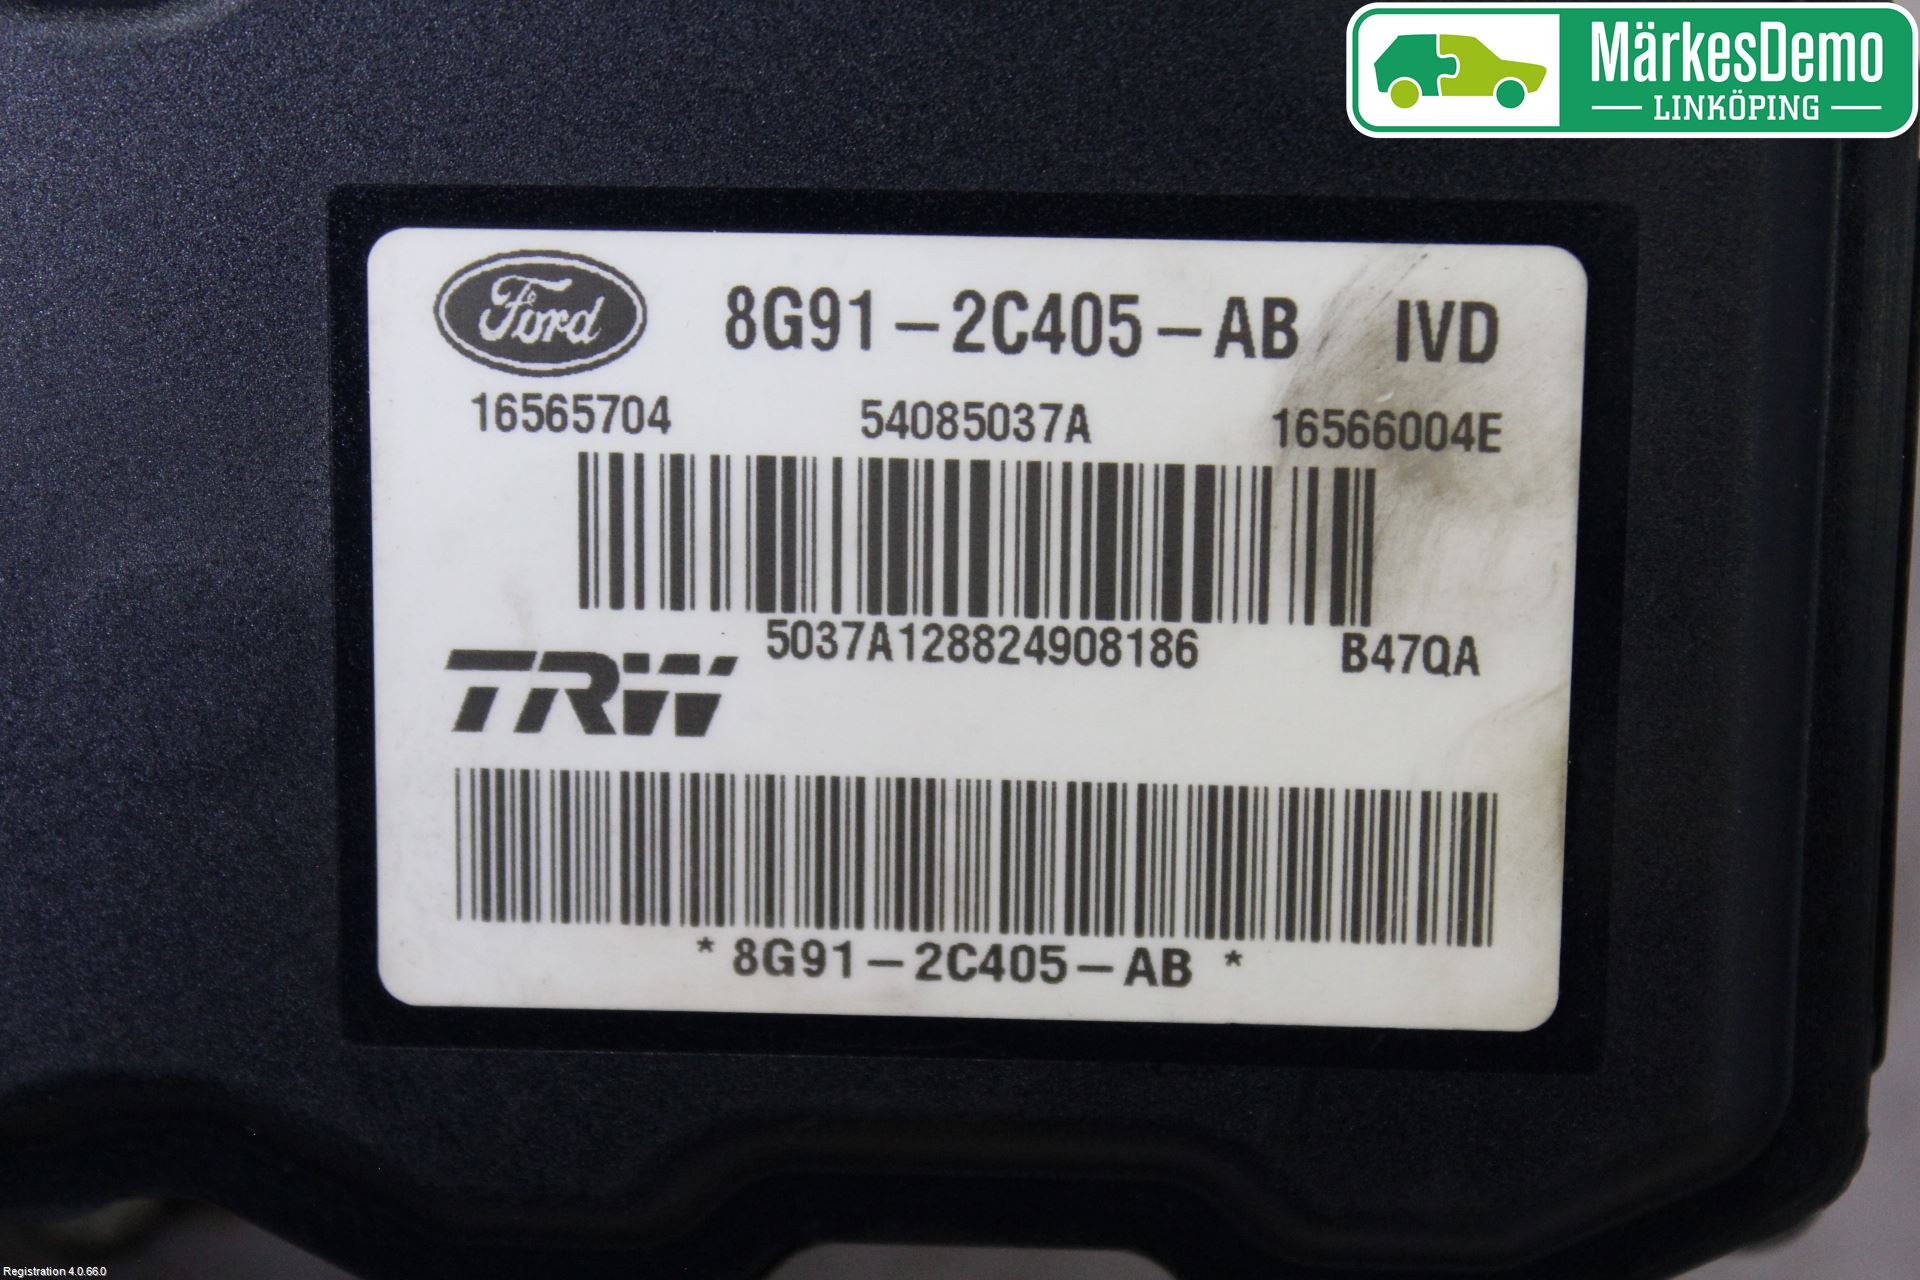 MärkesDemo
LINKÖPING
Ford 8G91-2C405-AB IVD
16565704 54085037A 16566004E
5037A128824908186 B47QA
TRW
*8G91-2C405-AB*
Registration 4.0.66.0